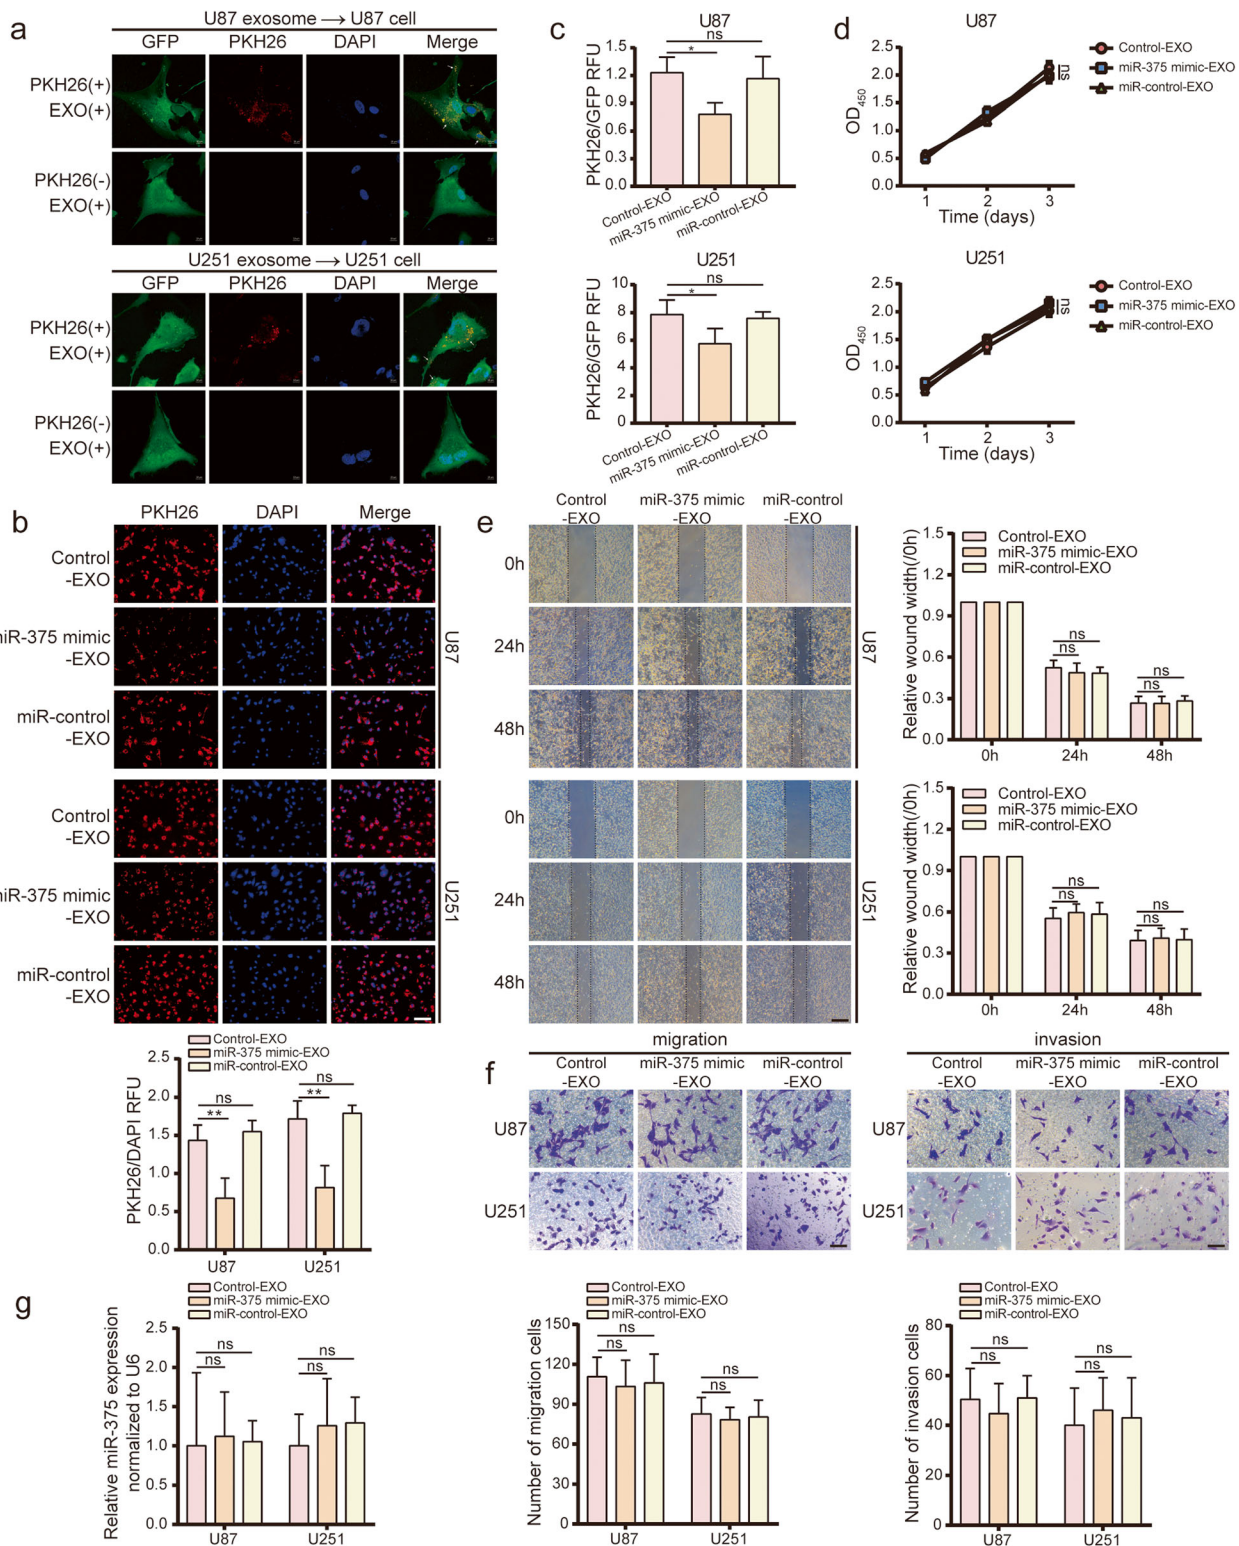 a
U87 exosome → U87 cell
GFP PKH26 DAPI Merge
PKH26(+)
EXO(+)
PKH26(-)
EXO(+)
U251 exosome → U251 cell
GFP PKH26 DAPI Merge
PKH26(+)
EXO(+)
PKH26(-)
EXO(+)
b
PKH26 DAPI Merge
Control
-EXO
miR-375 mimic
-EXO
miR-control
-EXO
U87
Control
-EXO
miR-375 mimic
-EXO
miR-control
-EXO
U251
Control-EXO
miR-375 mimic-EXO
miR-control-EXO
PKH26/DAPI RFU
2.5
2.0
1.5
1.0
0.5
0.0
ns
**
ns
**
U87 U251
c
U87
PKH26/GFP RFU
1.5
1.2
0.9
0.6
0.3
0.0
ns
*
Control-EXO
miR-375 mimic-EXO
miR-control-EXO
U251
PKH26/GFP RFU
10
8
6
4
2
0
ns
*
Control-EXO
miR-375 mimic-EXO
miR-control-EXO
d
U87
OD450
2.5
2.0
1.5
1.0
0.5
0.0
1 2 3
Time (days)
ns
Control-EXO
miR-375 mimic-EXO
miR-control-EXO
U251
OD450
2.5
2.0
1.5
1.0
0.5
0.0
1 2 3
Time (days)
ns
Control-EXO
miR-375 mimic-EXO
miR-control-EXO
e
Control
-EXO
miR-375 mimic
-EXO
miR-control
-EXO
0h
24h
48h
U87
0h
24h
48h
U251
Control-EXO
miR-375 mimic-EXO
miR-control-EXO
Relative wound width(/0h)
1.5
1.2
0.9
0.6
0.3
0.0
ns
ns
ns
ns
0h 24h 48h
Control-EXO
miR-375 mimic-EXO
miR-control-EXO
Relative wound width(/0h)
1.5
1.2
0.9
0.6
0.3
0.0
ns
ns
ns
ns
0h 24h 48h
f
migration
Control
-EXO
miR-375 mimic
-EXO
miR-control
-EXO
U87
U251
invasion
Control
-EXO
miR-375 mimic
-EXO
miR-control
-EXO
U87
U251
Control-EXO
miR-375 mimic-EXO
miR-control-EXO
Number of migration cells
150
120
90
60
30
0
ns
ns
ns
ns
U87 U251
Control-EXO
miR-375 mimic-EXO
miR-control-EXO
Number of invasion cells
80
60
40
20
0
ns
ns
ns
ns
U87 U251
g
Control-EXO
miR-375 mimic-EXO
miR-control-EXO
Relative miR-375 expression
normalized to U6
2.5
2.0
1.5
1.0
0.5
0.0
ns
ns
ns
ns
U87 U251